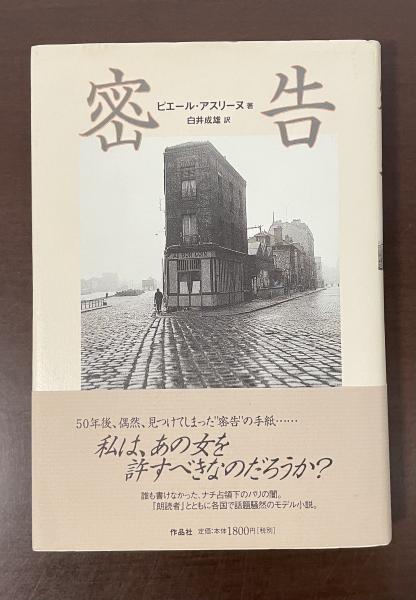 密告
ピエール・アスリーヌ 著
白井成雄 訳
AU BON COIN
50年後、偶然、見つけてしまった"密告"の手紙……
私は、あの女を
許すべきなのだろうか?
誰も書けなかった、ナチ占領下のパリの闇。
『朗読者』とともに各国で話題騒然のモデル小説。
作品社 定価:本体1800円[税別]